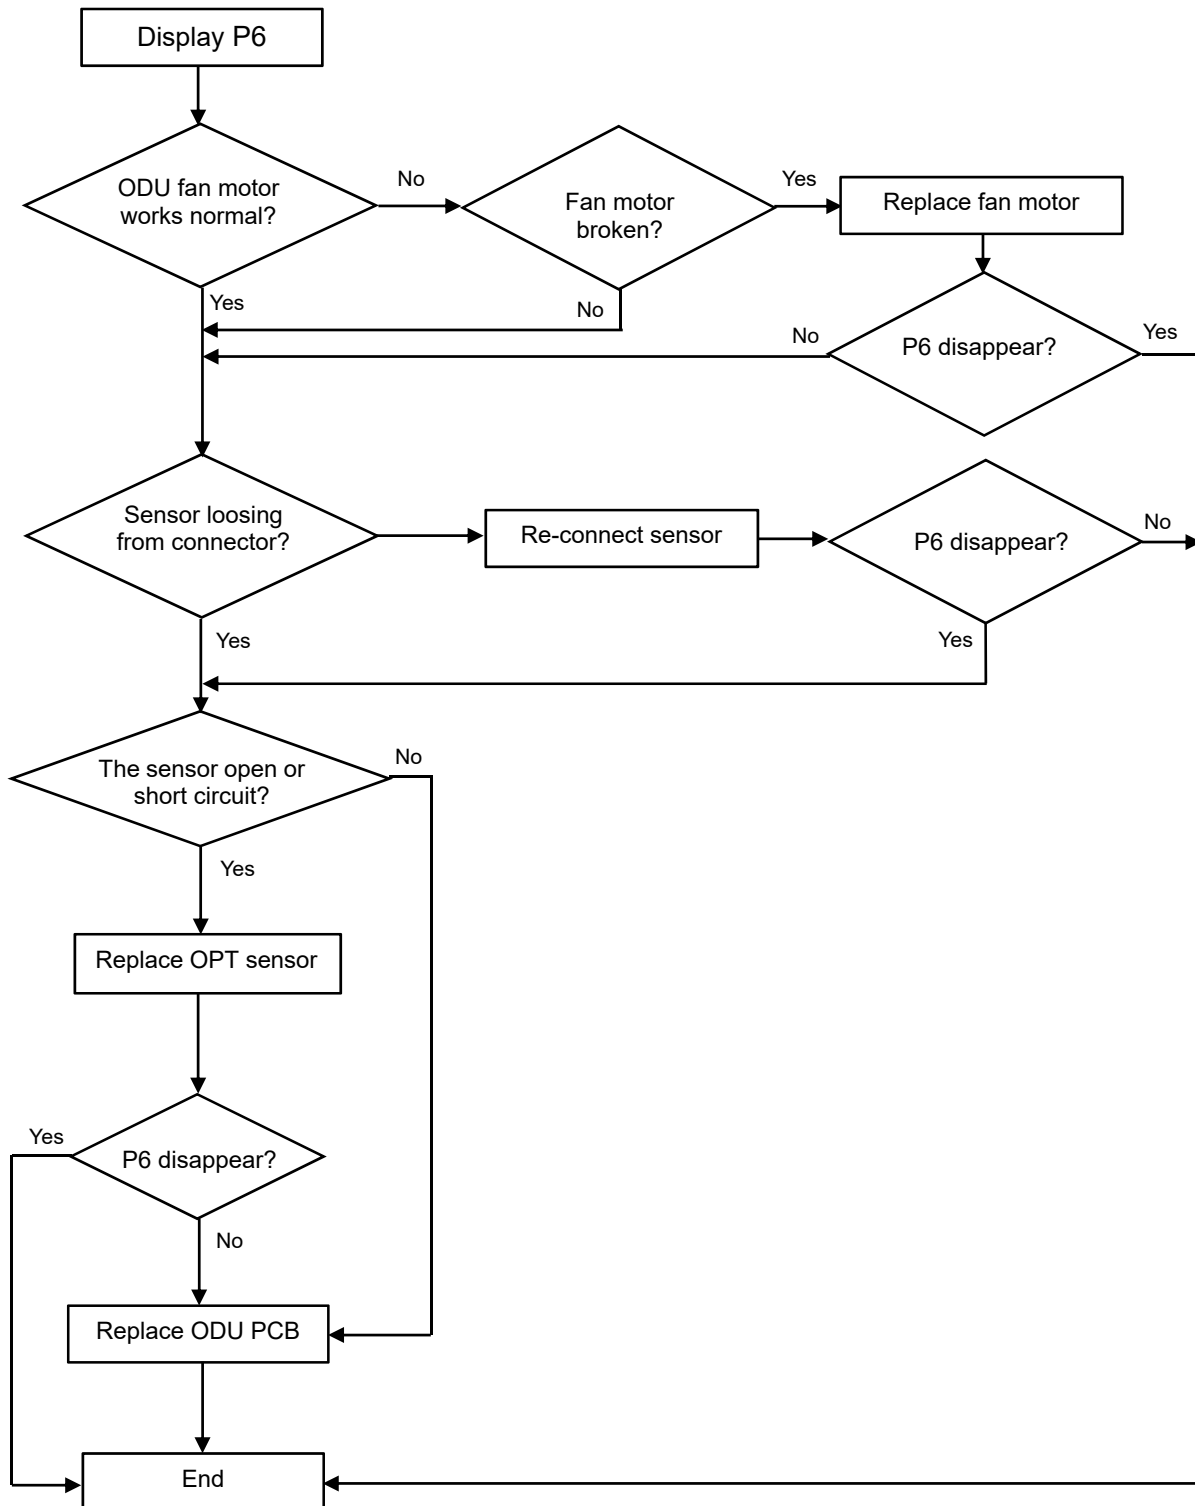 Display P6
ODU fan motor
works normal?
No
Fan motor
broken?
Yes
Replace fan motor
Yes
No
No
P6 disappear?
Yes
Sensor loosing
from connector?
Re-connect sensor
P6 disappear?
No
Yes
Yes
The sensor open or
short circuit?
No
Yes
Replace OPT sensor
Yes
P6 disappear?
No
Replace ODU PCB
End